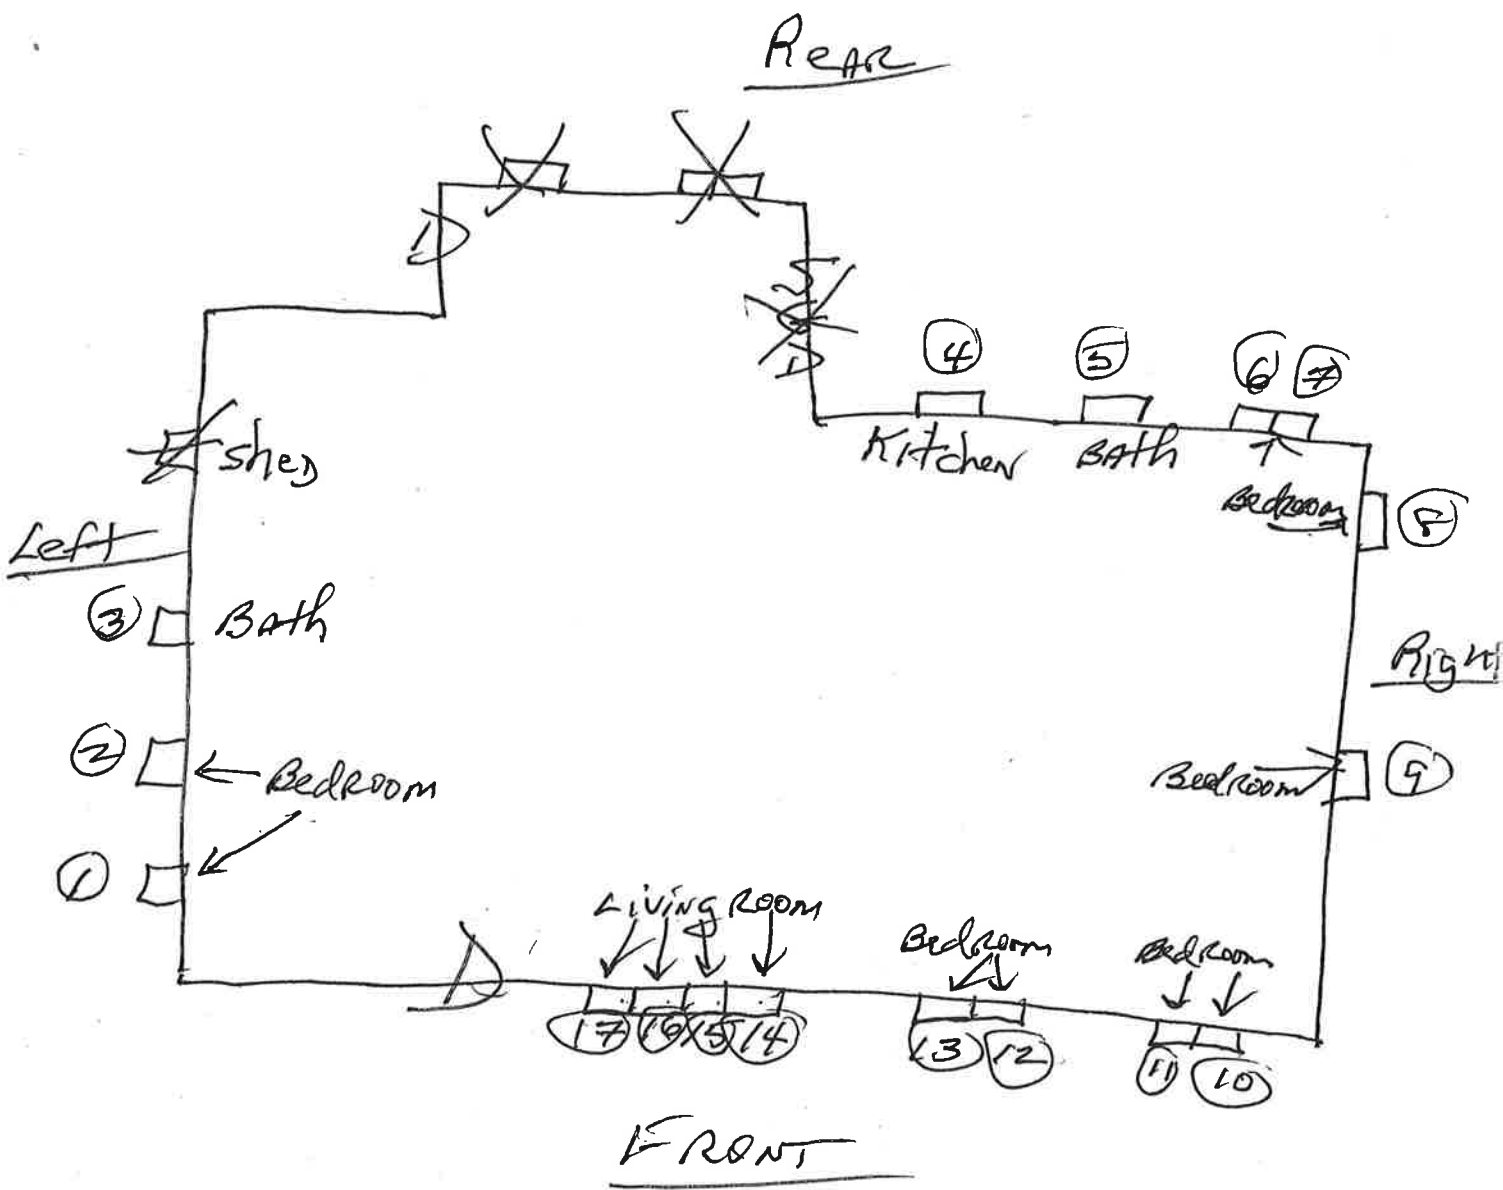 REAR
D
D
4 5 6 7
Kitchen BAth
Bedroom 8
ShED
Left
3 BAth
Right
2 Bedroom
Bedroom 9
1
Living Room
Bedroom
Bedroom
D
17 16 15 14
13 12
11 10
FRONT